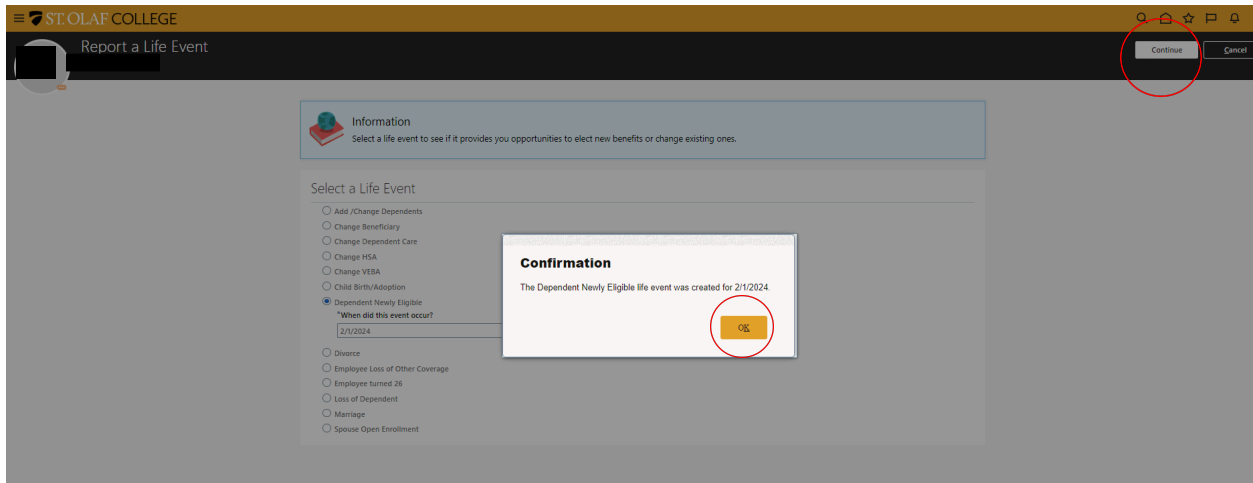 ST. OLAF COLLEGE
Report a Life Event
Continue
Cancel
Information
Select a life event to see if it provides you opportunities to elect new benefits or change existing ones.
Select a Life Event
Add /Change Dependents
Change Beneficiary
Change Dependent Care
Change HSA
Change VEBA
Child Birth/Adoption
Dependent Newly Eligible
*When did this event occur?
2/1/2024
Divorce
Employee Loss of Other Coverage
Employee turned 26
Loss of Dependent
Marriage
Spouse Open Enrollment
Confirmation
The Dependent Newly Eligible life event was created for 2/1/2024.
OK